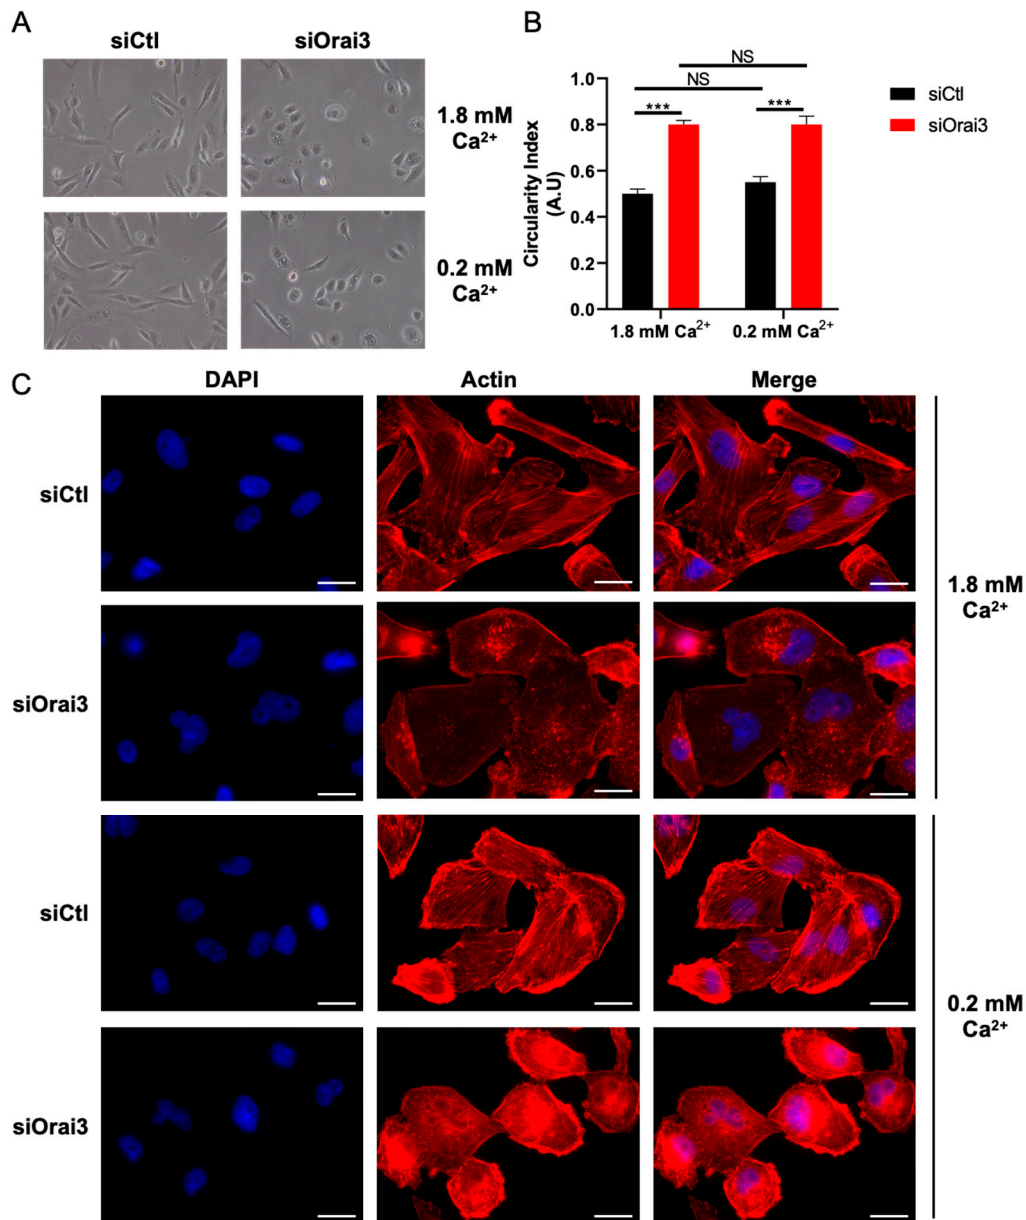 A
siCtl
siOrai3
1.8 mM
Ca²⁺
0.2 mM
Ca²⁺
B
NS
NS
***
***
1.0
0.8
0.6
0.4
0.2
0.0
Circularity Index
(A.U)
1.8 mM Ca²⁺
0.2 mM Ca²⁺
siCtl
siOrai3
C
DAPI
Actin
Merge
siCtl
siOrai3
1.8 mM
Ca²⁺
siCtl
siOrai3
0.2 mM
Ca²⁺